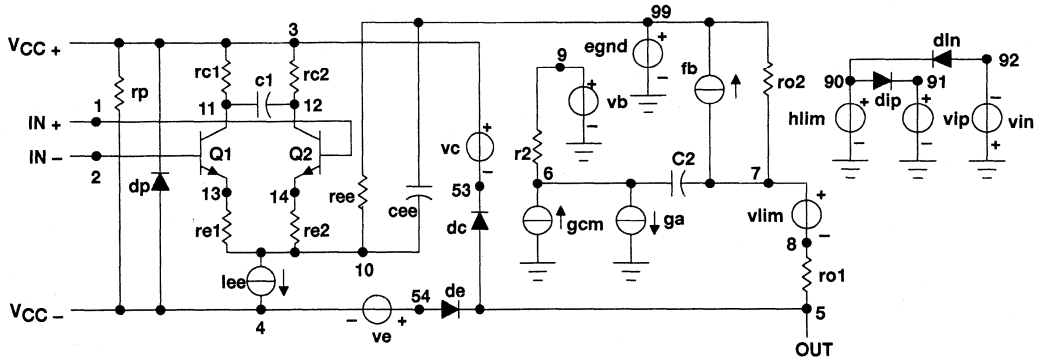 99
3
VCC +
rc1
c1
rc2
egnd
+
−
fb
9
dln
92
90
91
rp
11
12
ro2
dip
vb
+
−
hlim
+
−
vip
+
−
vin
−
+
1
IN +
IN −
2
Q1
Q2
vc
+
−
r2
C2
6
7
dp
13
14
ree
cee
53
dc
gcm
ga
vlim
+
−
re1
re2
8
10
ro1
Iee
54
de
VCC −
4
−
+
ve
5
OUT